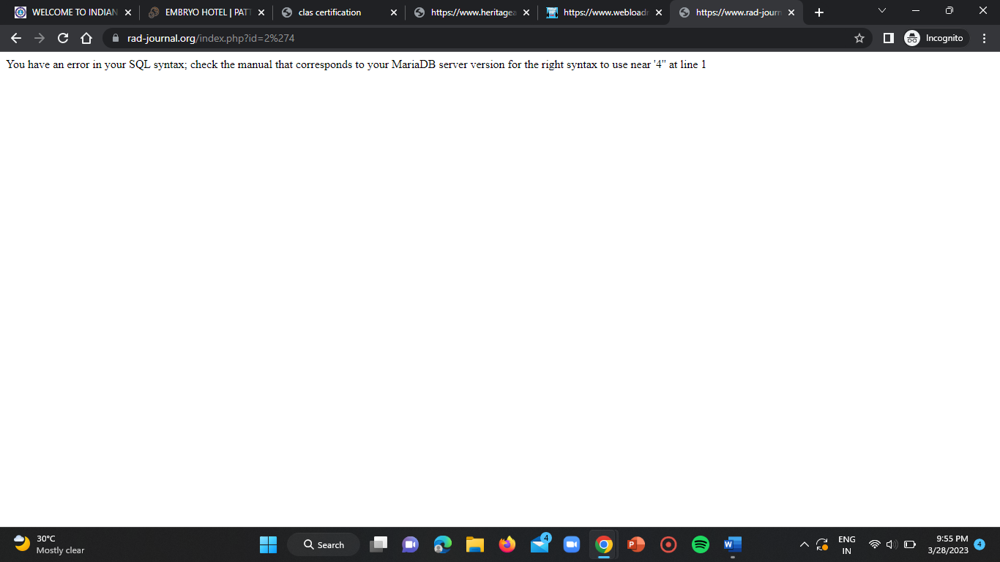 WELCOME TO INDIAN
EMBRYO HOTEL | PATT
clas certification
https://www.heritagea
https://www.webloadr
https://www.rad-journ
rad-journal.org/index.php?id=2%274
Incognito
You have an error in your SQL syntax; check the manual that corresponds to your MariaDB server version for the right syntax to use near '4'' at line 1
30°C
Mostly clear
Search
4
ENG
IN
9:55 PM
3/28/2023
4